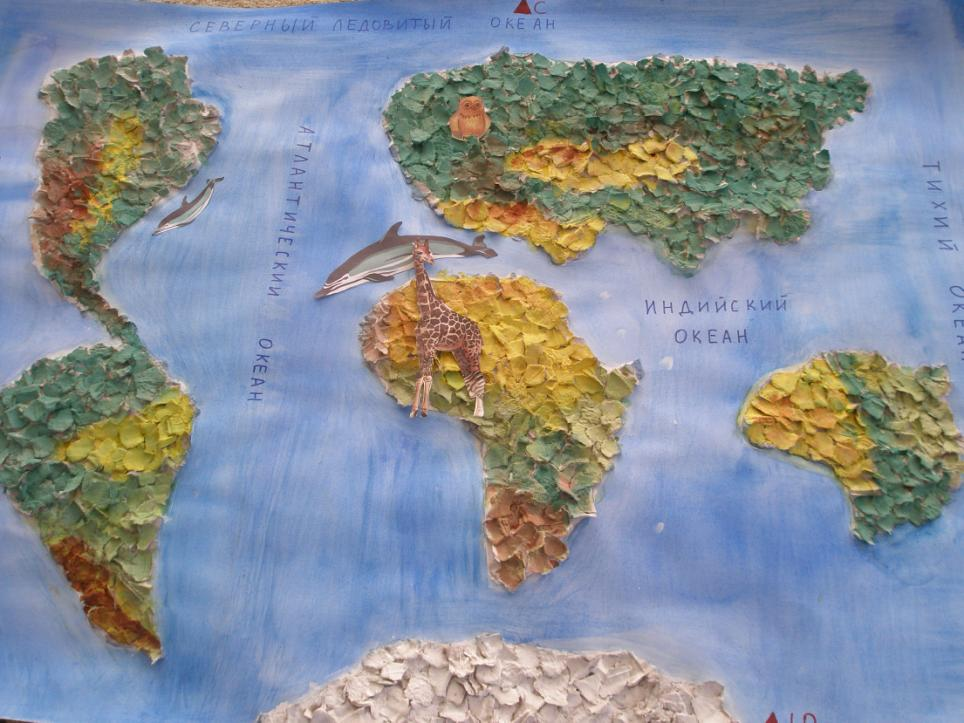 С
СЕВЕРНЫЙ ЛЕДОВИТЫЙ ОКЕАН
АТЛАНТИЧЕСКИЙ ОКЕАН
ТИХИЙ ОКЕАН
ИНДИЙСКИЙ
ОКЕАН
Ю